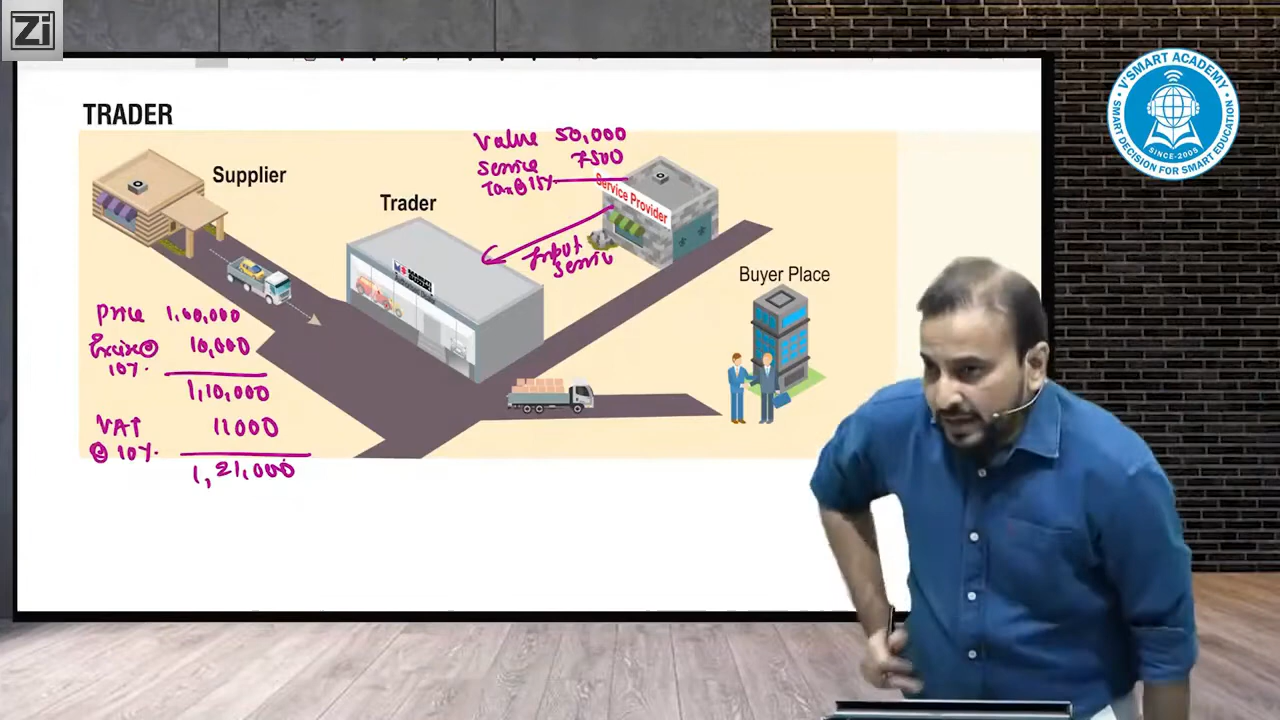 Zi
V'SMART ACADEMY
SMART DECISION FOR SMART EDUCATION
SINCE-2005
TRADER
Supplier
Trader
Value 50,000
Service 7500
Tax @ 15%.
Service Provider
Input
Servic
Buyer Place
Price 1,00,000
Excise @ 10,000
10%.
1,10,000
VAT 11000
@ 10%.
1,21,000